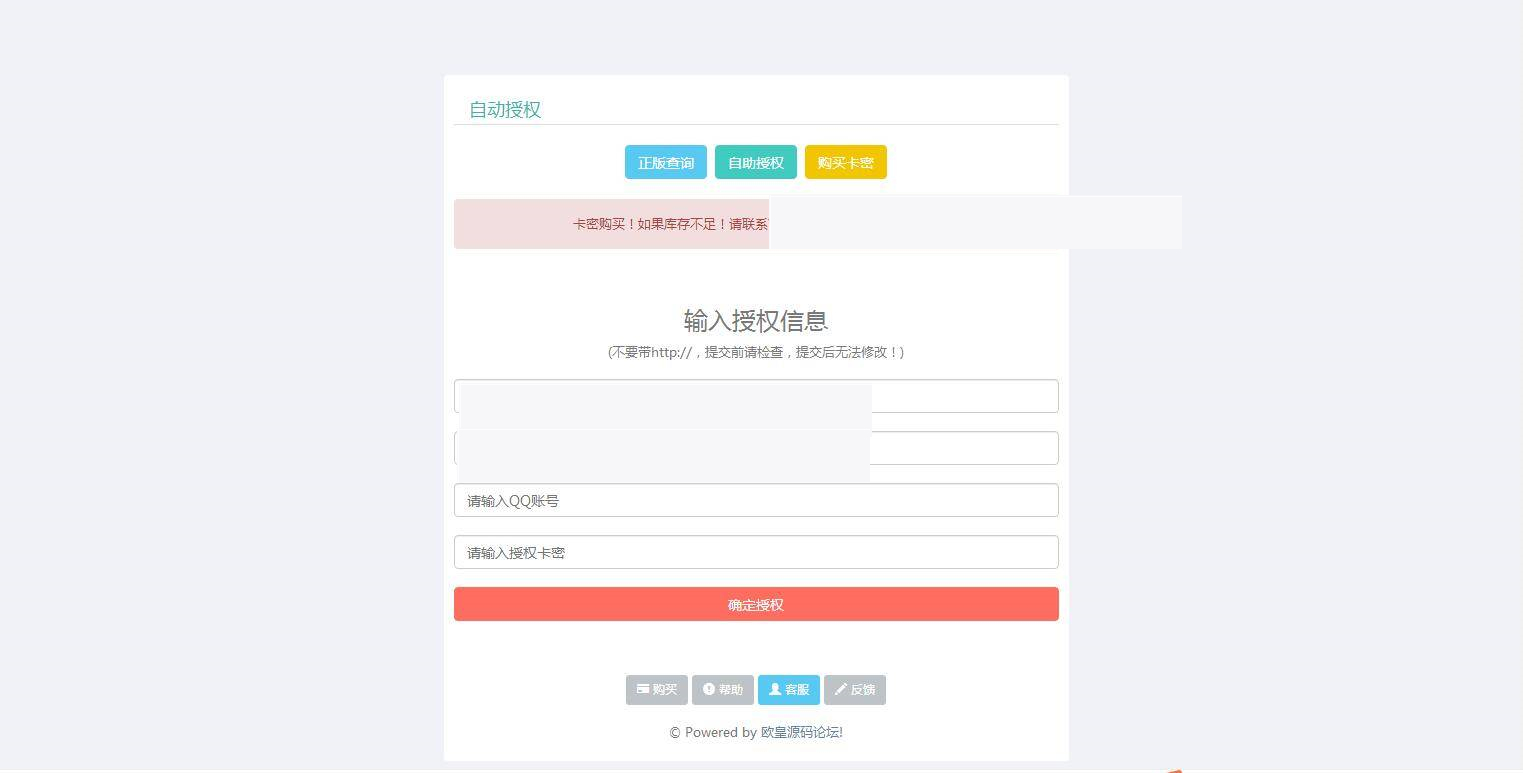 自动授权
正版查询 自助授权 购买卡密
卡密购买！如果库存不足！请联系
输入授权信息
(不要带http://，提交前请检查，提交后无法修改！)
请输入QQ账号
请输入授权卡密
确定授权
购买 帮助 客服 反馈
© Powered by 欧皇源码论坛!